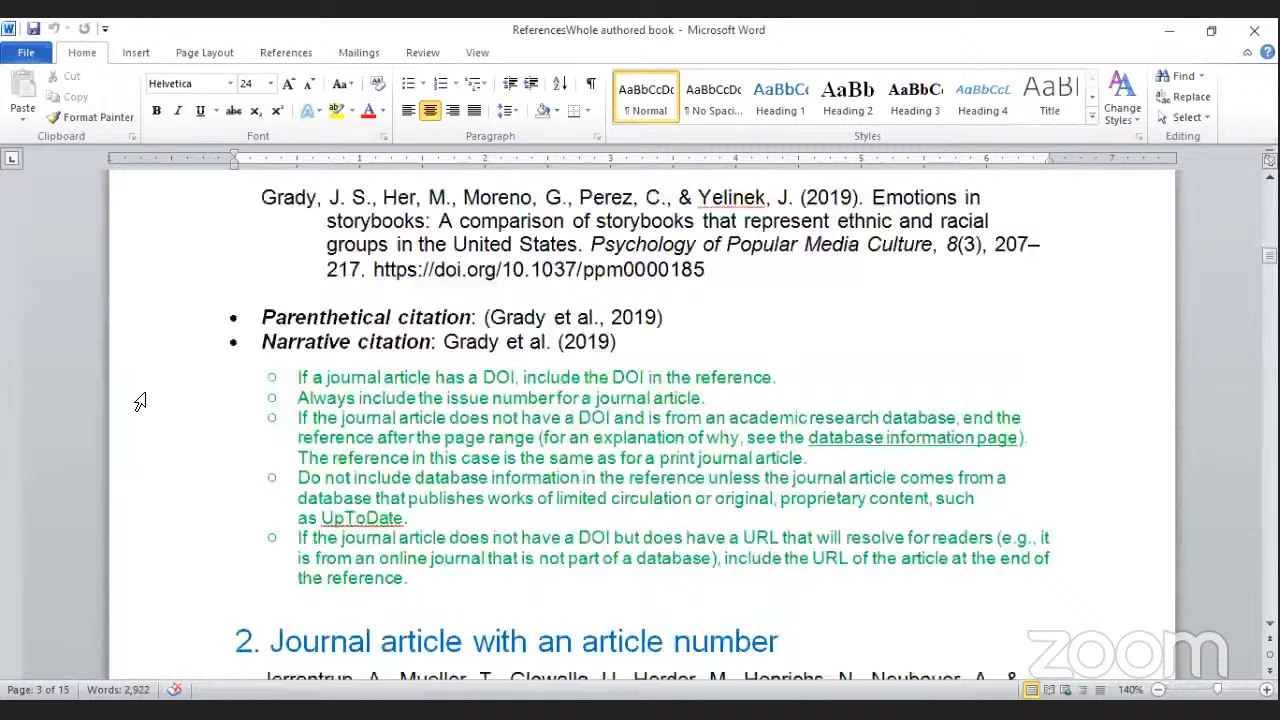 ReferencesWhole authored book - Microsoft Word
File Home Insert Page Layout References Mailings Review View
Cut
Copy
Format Painter
Paste
Helvetica 24
AaBbCcDc AaBbCcDc AaBbCc AaBb AaBbC AaBbCcL AaB
¶ Normal ¶ No Spaci... Heading 1 Heading 2 Heading 3 Heading 4 Title
Change Styles
Find
Replace
Select
Clipboard Font Paragraph Styles Editing
1 2 3 4 5 6 7
Grady, J. S., Her, M., Moreno, G., Perez, C., & Yelinek, J. (2019). Emotions in
storybooks: A comparison of storybooks that represent ethnic and racial
groups in the United States. Psychology of Popular Media Culture, 8(3), 207–
217. https://doi.org/10.1037/ppm0000185
• Parenthetical citation: (Grady et al., 2019)
• Narrative citation: Grady et al. (2019)
○ If a journal article has a DOI, include the DOI in the reference.
○ Always include the issue number for a journal article.
○ If the journal article does not have a DOI and is from an academic research database, end the
reference after the page range (for an explanation of why, see the database information page).
The reference in this case is the same as for a print journal article.
○ Do not include database information in the reference unless the journal article comes from a
database that publishes works of limited circulation or original, proprietary content, such
as UpToDate.
○ If the journal article does not have a DOI but does have a URL that will resolve for readers (e.g., it
is from an online journal that is not part of a database), include the URL of the article at the end of
the reference.
2. Journal article with an article number
zoom
Page: 3 of 15 Words: 2,922 140%